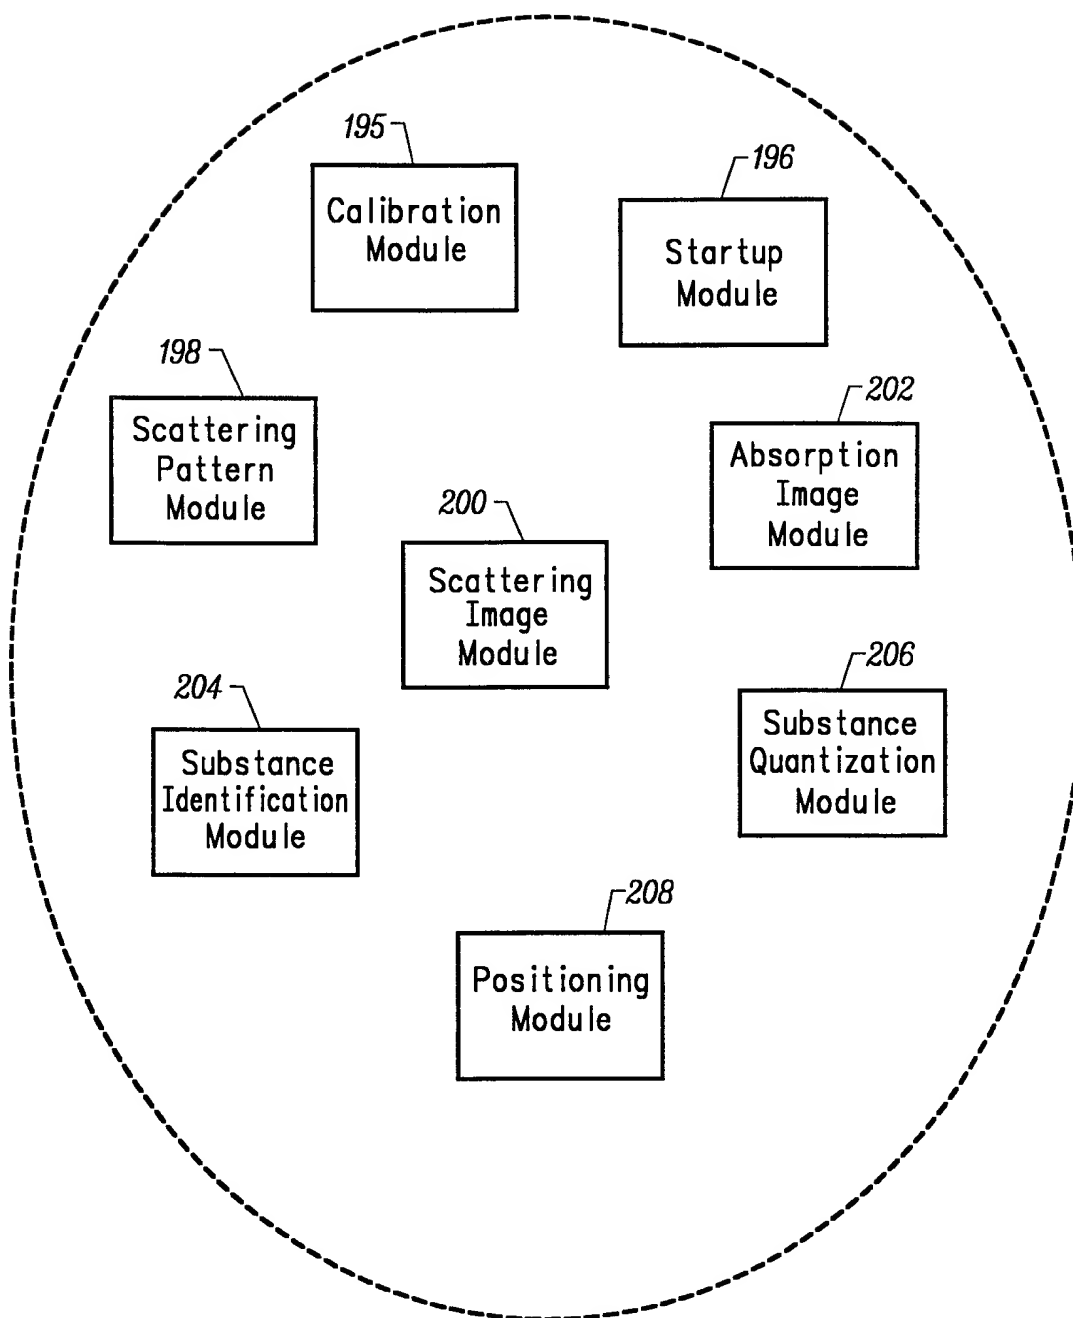 195
Calibration
Module
196
Startup
Module
198
Scattering
Pattern
Module
202
Absorption
Image
Module
200
Scattering
Image
Module
204
Substance
Identification
Module
206
Substance
Quantization
Module
208
Positioning
Module